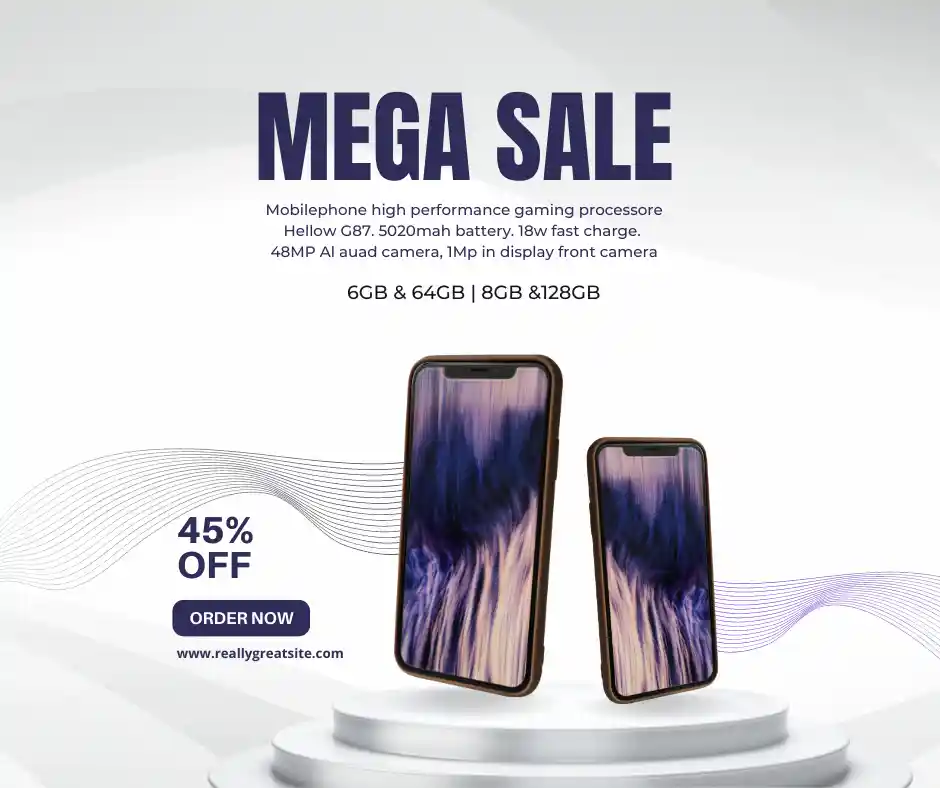 MEGA SALE
Mobilephone high performance gaming processore
Hellow G87. 5020mah battery. 18w fast charge.
48MP Al auad camera, 1Mp in display front camera
6GB & 64GB | 8GB &128GB
45%
OFF
ORDER NOW
www.reallygreatsite.com